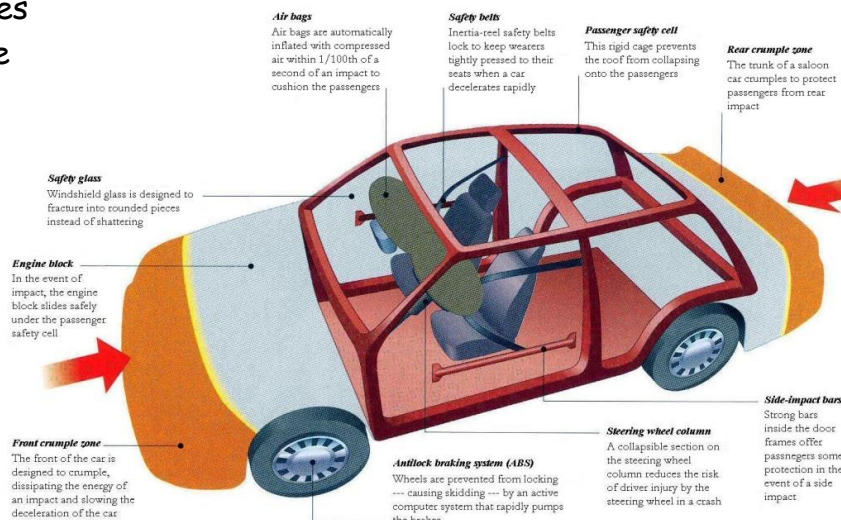 es
e
Air bags
Air bags are automatically
inflated with compressed
air within 1/100th of a
second of an impact to
cushion the passengers
Safety belts
Inertia-reel safety belts
lock to keep wearers
tightly pressed to their
seats when a car
decelerates rapidly
Passenger safety cell
This rigid cage prevents
the roof from collapsing
onto the passengers
Rear crumple zone
The trunk of a saloon
car crumples to protect
passengers from rear
impact
Safety glass
Windshield glass is designed to
fracture into rounded pieces
instead of shattering
Engine block
In the event of
impact, the engine
block slides safely
under the passenger
safety cell
Front crumple zone
The front of the car is
designed to crumple,
dissipating the energy of
an impact and slowing the
deceleration of the car
Antilock braking system (ABS)
Wheels are prevented from locking
--- causing skidding --- by an active
computer system that rapidly pumps
the brakes
Steering wheel column
A collapsible section on
the steering wheel
column reduces the risk
of driver injury by the
steering wheel in a crash
Side-impact bars
Strong bars
inside the door
frames offer
passnegers some
protection in the
event of a side
impact